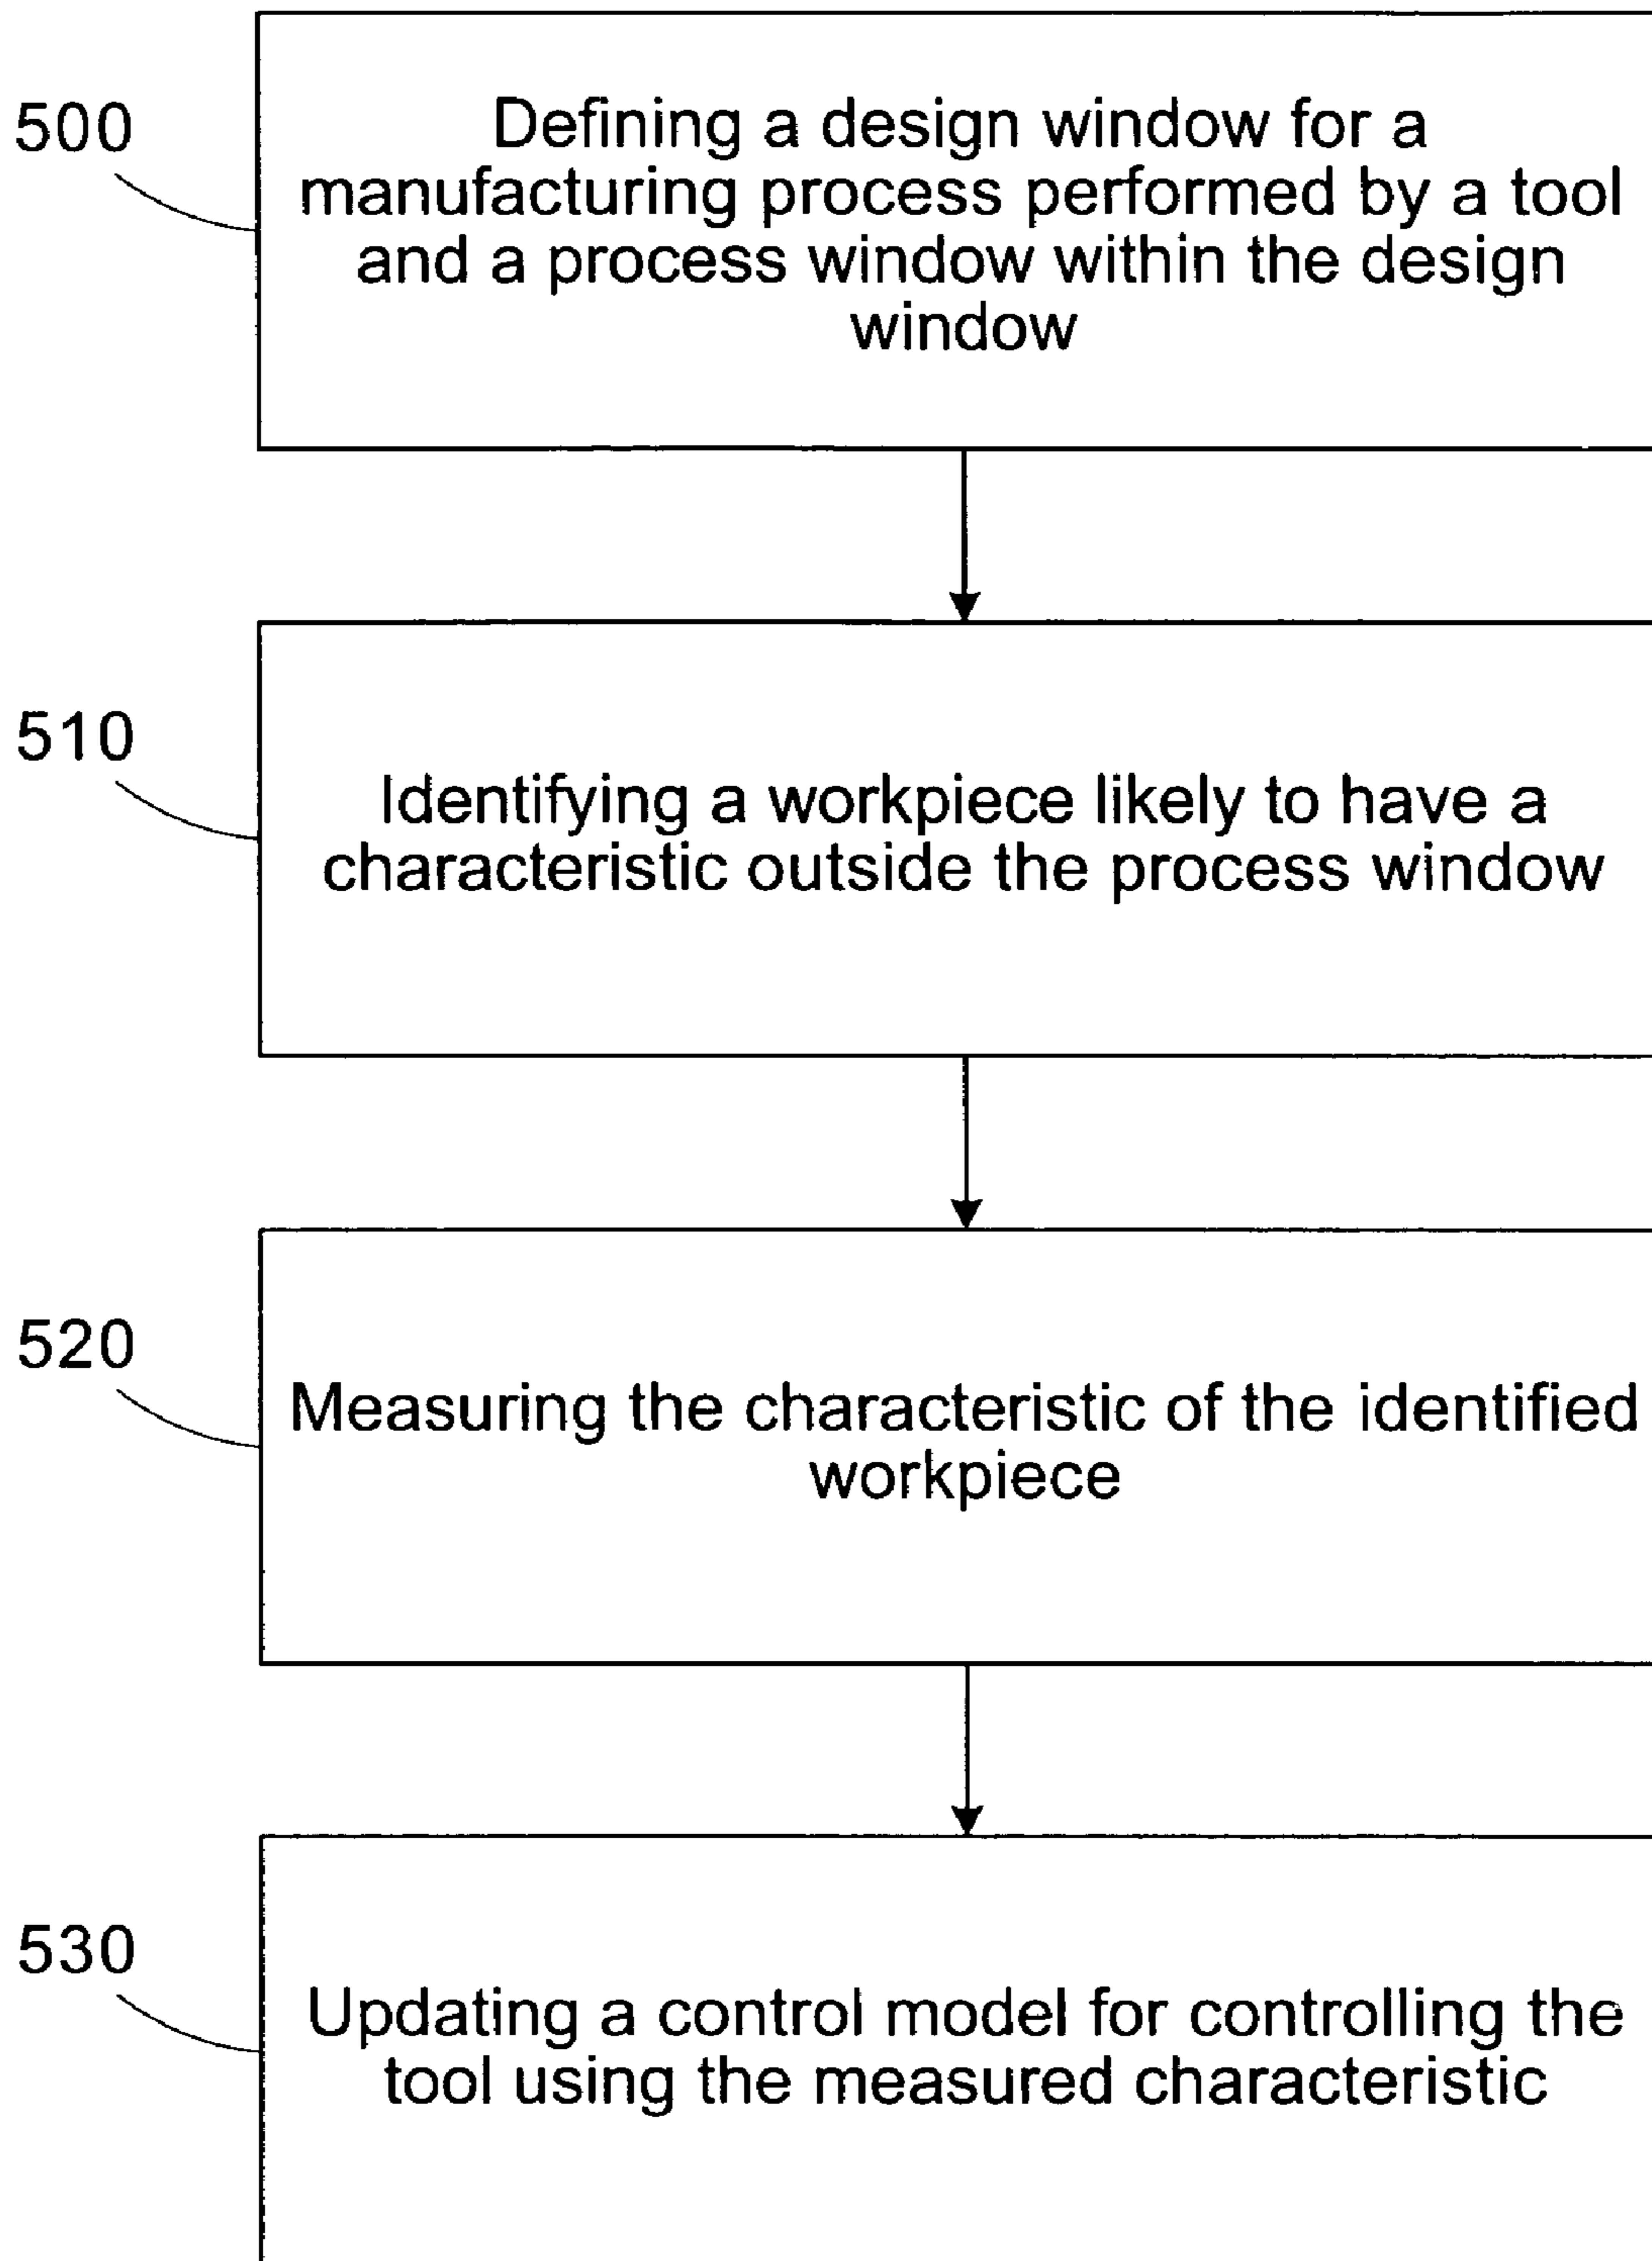 500
Defining a design window for a
manufacturing process performed by a tool
and a process window within the design
window
510
Identifying a workpiece likely to have a
characteristic outside the process window
520
Measuring the characteristic of the identified
workpiece
530
Updating a control model for controlling the
tool using the measured characteristic